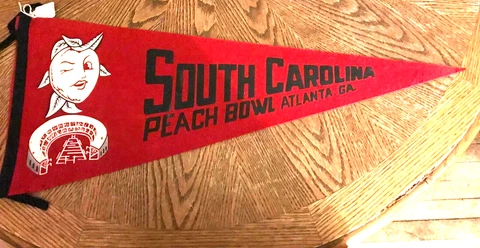 SOUTH CAROLINA
PEACH BOWL ATLANTA GA.